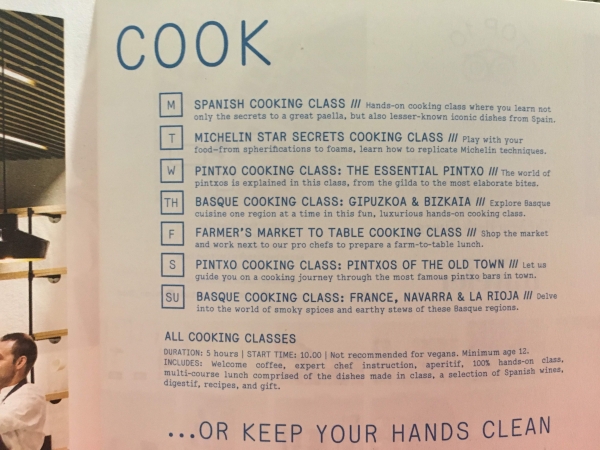 COOK
M SPANISH COOKING CLASS /// Hands-on cooking class where you learn not
only the secrets to a great paella, but also lesser-known iconic dishes from Spain.
T MICHELIN STAR SECRETS COOKING CLASS /// Play with your
food—from spherifications to foams, learn how to replicate Michelin techniques.
W PINTXO COOKING CLASS: THE ESSENTIAL PINTXO /// The world of
pintxos is explained in this class, from the gilda to the most elaborate bites.
TH BASQUE COOKING CLASS: GIPUZKOA & BIZKAIA /// Explore Basque
cuisine one region at a time in this fun, luxurious hands-on cooking class.
F FARMER'S MARKET TO TABLE COOKING CLASS /// Shop the market
and work next to our pro chefs to prepare a farm-to-table lunch.
S PINTXO COOKING CLASS: PINTXOS OF THE OLD TOWN /// Let us
guide you on a cooking journey through the most famous pintxo bars in town.
SU BASQUE COOKING CLASS: FRANCE, NAVARRA & LA RIOJA /// Delve
into the world of smoky spices and earthy stews of these Basque regions.
ALL COOKING CLASSES
DURATION: 5 hours | START TIME: 10.00 | Not recommended for vegans. Minimum age 12.
INCLUDES: Welcome coffee, expert chef instruction, aperitif, 100% hands-on class,
multi-course lunch comprised of the dishes made in class, a selection of Spanish wines,
digestif, recipes, and gift.
...OR KEEP YOUR HANDS CLEAN